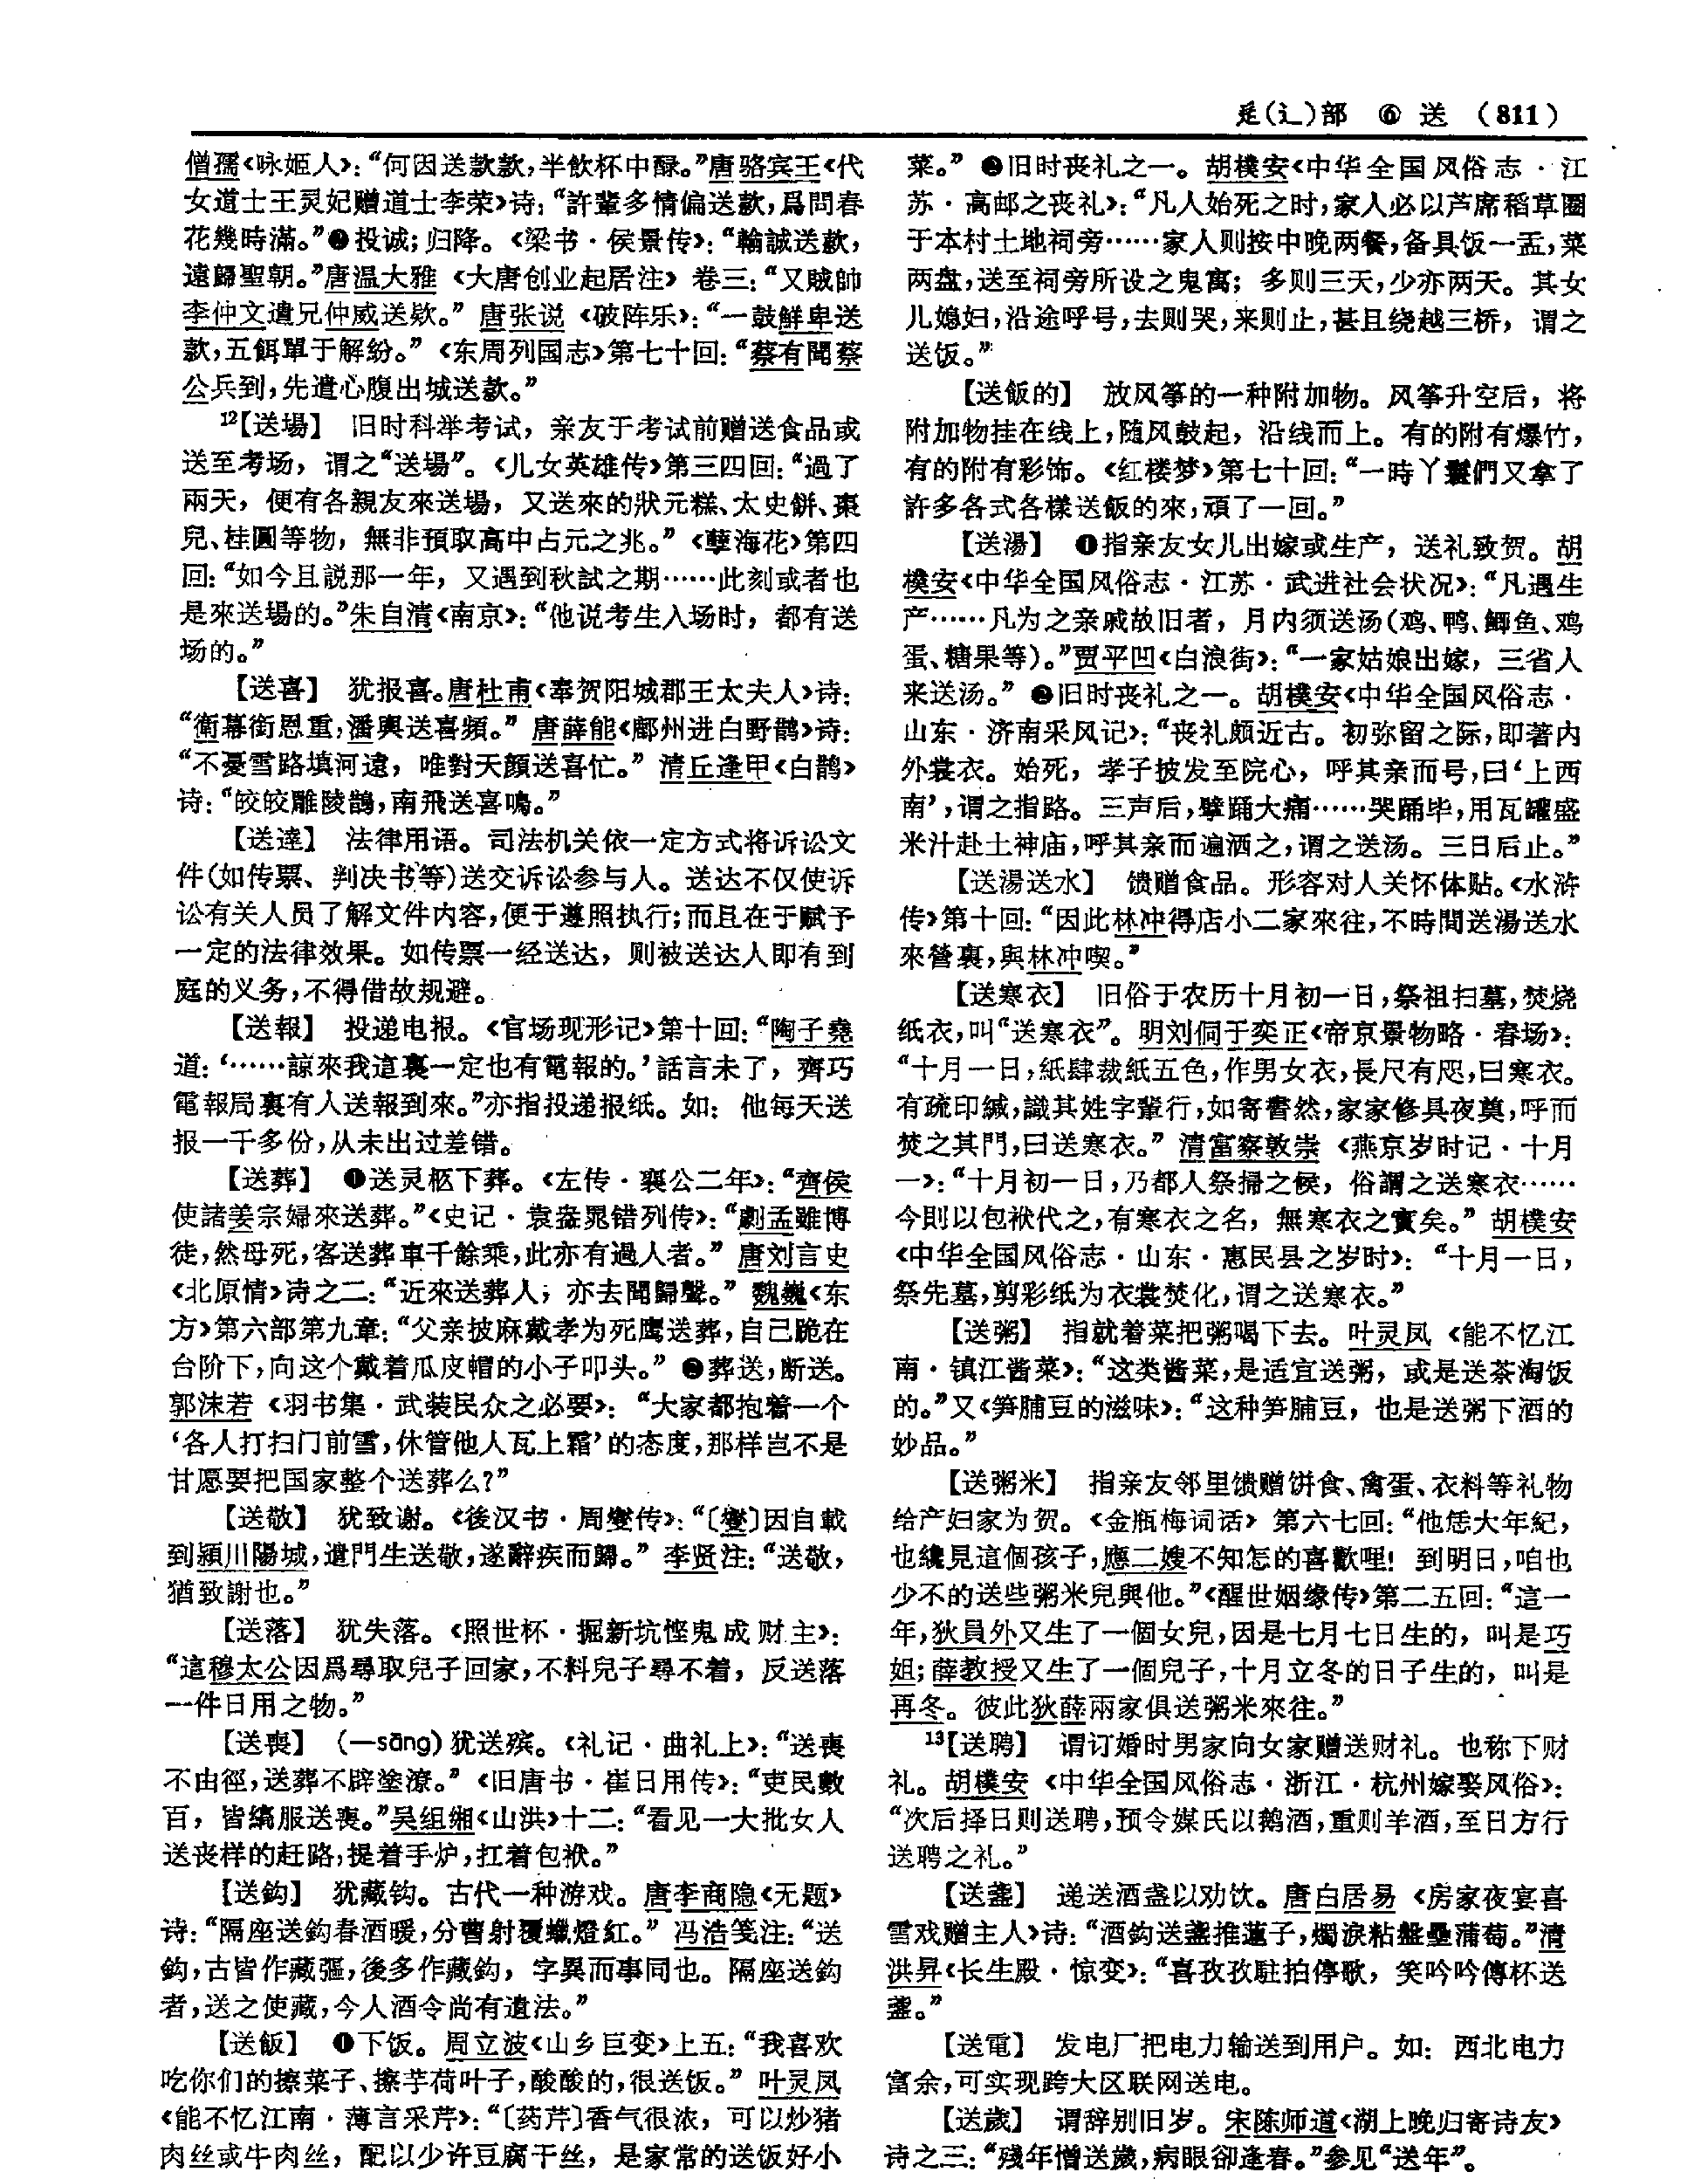 辵(辶)部 ⑥ 送 (811)
僧孺《咏姬人》：“何因送款款，半飲杯中醁。”唐骆宾王《代
女道士王灵妃赠道士李荣》诗：“許輩多情偏送款，爲問春
花幾時滿。”❷投诚；归降。《梁书·侯景传》：“輸誠送款，
遠歸聖朝。”唐温大雅《大唐创业起居注》卷三：“又賊帥
李仲文遣兄仲威送欵。”唐张说《破阵乐》：“一鼓鮮卑送
款，五餌單于解紛。”《东周列国志》第七十回：“蔡有聞蔡
公兵到，先遣心腹出城送款。”
12【送場】 旧时科举考试，亲友于考试前赠送食品或
送至考场，谓之“送場”。《儿女英雄传》第三四回：“過了
兩天，便有各親友來送場，又送來的狀元糕、太史餅、棗
兒、桂圓等物，無非預取高中占元之兆。”《孽海花》第四
回：“如今且説那一年，又遇到秋試之期……此刻或者也
是來送場的。”朱自清《南京》：“他说考生入场时，都有送
场的。”
【送喜】 犹报喜。唐杜甫《奉贺阳城郡王太夫人》诗：
“衛幕銜恩重，潘輿送喜頻。”唐薛能《鄜州进白野鹊》诗：
“不憂雪路填河遠，唯對天顔送喜忙。”清丘逢甲《白鹊》
诗：“皎皎雕陵鵲，南飛送喜鳴。”
【送達】 法律用语。司法机关依一定方式将诉讼文
件(如传票、判决书等)送交诉讼参与人。送达不仅使诉
讼有关人员了解文件内容，便于遵照执行；而且在于赋予
一定的法律效果。如传票一经送达，则被送达人即有到
庭的义务，不得借故规避。
【送報】 投递电报。《官场现形记》第十回：“陶子堯
道：‘……諒來我這裏一定也有電報的。’話言未了，齊巧
電報局裏有人送報到來。”亦指投递报纸。如：他每天送
报一千多份，从未出过差错。
【送葬】 ❶送灵柩下葬。《左传·襄公二年》：“齊侯
使諸姜宗婦來送葬。”《史记·袁盎晁错列传》：“劇孟雖博
徒，然母死，客送葬車千餘乘，此亦有過人者。”唐刘言史
《北原情》诗之二：“近來送葬人，亦去聞歸聲。”魏巍《东
方》第六部第九章：“父亲披麻戴孝为死鹰送葬，自己跪在
台阶下，向这个戴着瓜皮帽的小子叩头。”❷葬送，断送。
郭沫若《羽书集·武装民众之必要》：“大家都抱着一个
‘各人打扫门前雪，休管他人瓦上霜’的态度，那样岂不是
甘愿要把国家整个送葬么？”
【送敬】 犹致谢。《後汉书·周燮传》：“〔燮〕因自載
到潁川陽城，遣門生送敬，遂辭疾而歸。”李贤注：“送敬，
猶致謝也。”
【送落】 犹失落。《照世杯·掘新坑悭鬼成财主》：
“這穆太公因爲尋取兒子回家，不料兒子尋不着，反送落
一件日用之物。”
【送喪】 (—sāng)犹送殡。《礼记·曲礼上》：“送喪
不由徑，送葬不辟塗潦。”《旧唐书·崔日用传》：“吏民數
百，皆縞服送喪。”吴组缃《山洪》十二：“看见一大批女人
送丧样的赶路，提着手炉，扛着包袱。”
【送鈎】 犹藏钩。古代一种游戏。唐李商隐《无题》
诗：“隔座送鈎春酒暖，分曹射覆蠟燈紅。”冯浩笺注：“送
鈎，古皆作藏彄，後多作藏鈎，字異而事同也。隔座送鈎
者，送之使藏，今人酒令尚有遺法。”
【送飯】 ❶下饭。周立波《山乡巨变》上五：“我喜欢
吃你们的擦菜子、擦芋荷叶子，酸酸的，很送饭。”叶灵凤
《能不忆江南·薄言采芹》：“〔药芹〕香气很浓，可以炒猪
肉丝或牛肉丝，配以少许豆腐干丝，是家常的送饭好小
菜。”❷旧时丧礼之一。胡樸安《中华全国风俗志·江
苏·高邮之丧礼》：“凡人始死之时，家人必以芦席稻草圈
于本村土地祠旁……家人则按中晚两餐，备具饭一盂，菜
两盘，送至祠旁所设之鬼寓；多则三天，少亦两天。其女
儿媳妇，沿途呼号，去则哭，来则止，甚且绕越三桥，谓之
送饭。”
【送飯的】 放风筝的一种附加物。风筝升空后，将
附加物挂在线上，随风鼓起，沿线而上。有的附有爆竹，
有的附有彩饰。《红楼梦》第七十回：“一時丫鬟們又拿了
許多各式各樣送飯的來，頑了一回。”
【送湯】 ❶指亲友女儿出嫁或生产，送礼致贺。胡
樸安《中华全国风俗志·江苏·武进社会状况》：“凡遇生
产……凡为之亲戚故旧者，月内须送汤(鸡、鸭、鲫鱼、鸡
蛋、糖果等)。”贾平凹《白浪街》：“一家姑娘出嫁，三省人
来送汤。”❷旧时丧礼之一。胡樸安《中华全国风俗志·
山东·济南采风记》：“丧礼颇近古。初弥留之际，即著内
外裳衣。始死，孝子披发至院心，呼其亲而号，曰‘上西
南’，谓之指路。三声后，擘踊大痛……哭踊毕，用瓦罐盛
米汁赴土神庙，呼其亲而遍洒之，谓之送汤。三日后止。”
【送湯送水】 馈赠食品。形容对人关怀体贴。《水浒
传》第十回：“因此林冲得店小二家來往，不時間送湯送水
來營裏，與林冲喫。”
【送寒衣】 旧俗于农历十月初一日，祭祖扫墓，焚烧
纸衣，叫“送寒衣”。明刘侗于奕正《帝京景物略·春场》：
“十月一日，紙肆裁紙五色，作男女衣，長尺有咫，曰寒衣。
有疏印緘，識其姓字輩行，如寄書然，家家修具夜奠，呼而
焚之其門，曰送寒衣。”清富察敦崇《燕京岁时记·十月
一》：“十月初一日，乃都人祭掃之候，俗謂之送寒衣……
今則以包袱代之，有寒衣之名，無寒衣之實矣。”胡樸安
《中华全国风俗志·山东·惠民县之岁时》：“十月一日，
祭先墓，剪彩纸为衣裳焚化，谓之送寒衣。”
【送粥】 指就着菜把粥喝下去。叶灵凤《能不忆江
南·镇江酱菜》：“这类酱菜，是适宜送粥，或是送茶淘饭
的。”又《笋脯豆的滋味》：“这种笋脯豆，也是送粥下酒的
妙品。”
【送粥米】 指亲友邻里馈赠饼食、禽蛋、衣料等礼物
给产妇家为贺。《金瓶梅词话》第六七回：“他恁大年紀，
也纔見這個孩子，應二嫂不知怎的喜歡哩！到明日，咱也
少不的送些粥米兒與他。”《醒世姻缘传》第二五回：“這一
年，狄員外又生了一個女兒，因是七月七日生的，叫是巧
姐；薛教授又生了一個兒子，十月立冬的日子生的，叫是
再冬。彼此狄薛兩家俱送粥米來往。”
13【送聘】 谓订婚时男家向女家赠送财礼。也称下财
礼。胡樸安《中华全国风俗志·浙江·杭州嫁娶风俗》：
“次后择日则送聘，预令媒氏以鹅酒，重则羊酒，至日方行
送聘之礼。”
【送盞】 递送酒盏以劝饮。唐白居易《房家夜宴喜
雪戏赠主人》诗：“酒鈎送盞推蓮子，燭淚粘盤壘蒲萄。”清
洪昇《长生殿·惊变》：“喜孜孜駐拍停歌，笑吟吟傳杯送
盞。”
【送電】 发电厂把电力输送到用户。如：西北电力
富余，可实现跨大区联网送电。
【送歲】 谓辞别旧岁。宋陈师道《湖上晚归寄诗友》
诗之三：“殘年憎送歲，病眼卻逢春。”参见“送年”。